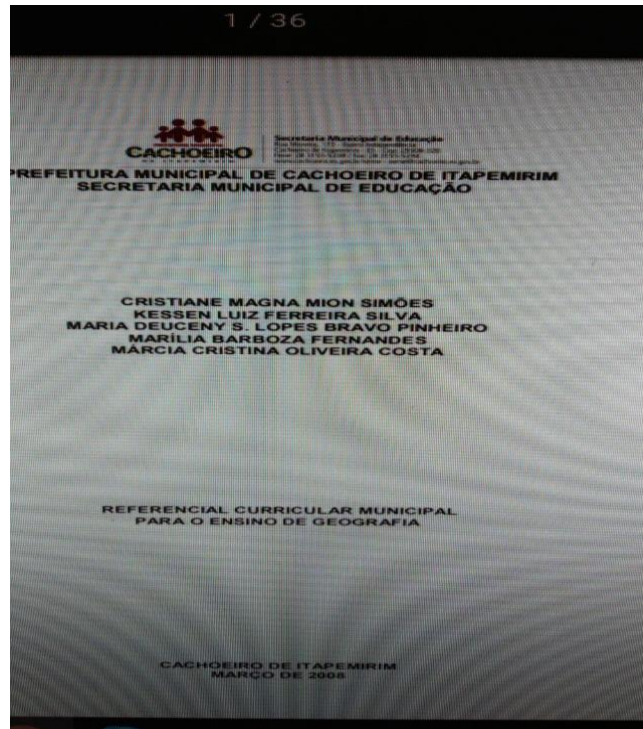 1 / 36
CACHOEIRO
Secretaria Municipal de Educação
PREFEITURA MUNICIPAL DE CACHOEIRO DE ITAPEMIRIM
SECRETARIA MUNICIPAL DE EDUCAÇÃO
CRISTIANE MAGNA MION SIMÕES
KESSEN LUIZ FERREIRA SILVA
MARIA DEUCENY S. LOPES BRAVO PINHEIRO
MARÍLIA BARBOZA FERNANDES
MÁRCIA CRISTINA OLIVEIRA COSTA
REFERENCIAL CURRICULAR MUNICIPAL
PARA O ENSINO DE GEOGRAFIA
CACHOEIRO DE ITAPEMIRIM
MARÇO DE 2008